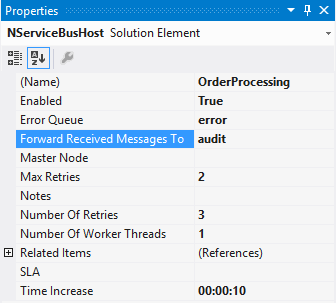 Properties
NServiceBusHost Solution Element
(Name) OrderProcessing
Enabled True
Error Queue error
Forward Received Messages To audit
Master Node
Max Retries 2
Notes
Number Of Retries 3
Number Of Worker Threads 1
Related Items (References)
SLA
Time Increase 00:00:10